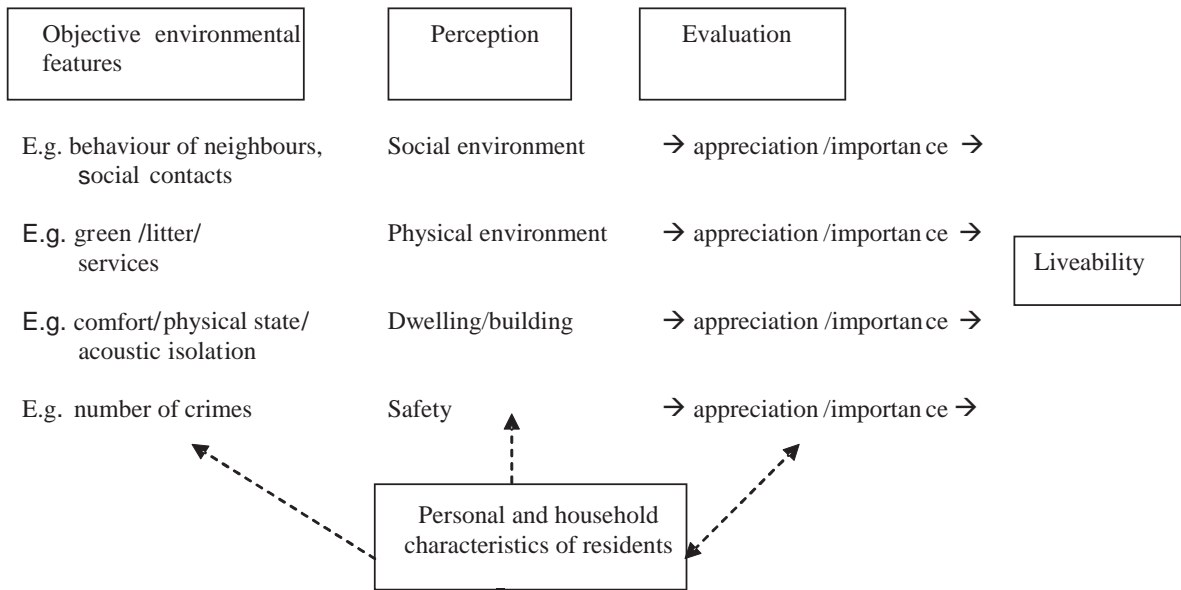 Objective environmental features
Perception
Evaluation
E.g. behaviour of neighbours, social contacts
Social environment
→ appreciation /importan ce →
E.g. green /litter/ services
Physical environment
→ appreciation /importan ce →
Liveability
E.g. comfort/physical state/ acoustic isolation
Dwelling/building
→ appreciation /importan ce →
E.g. number of crimes
Safety
→ appreciation /importan ce →
Personal and household
characteristics of residents